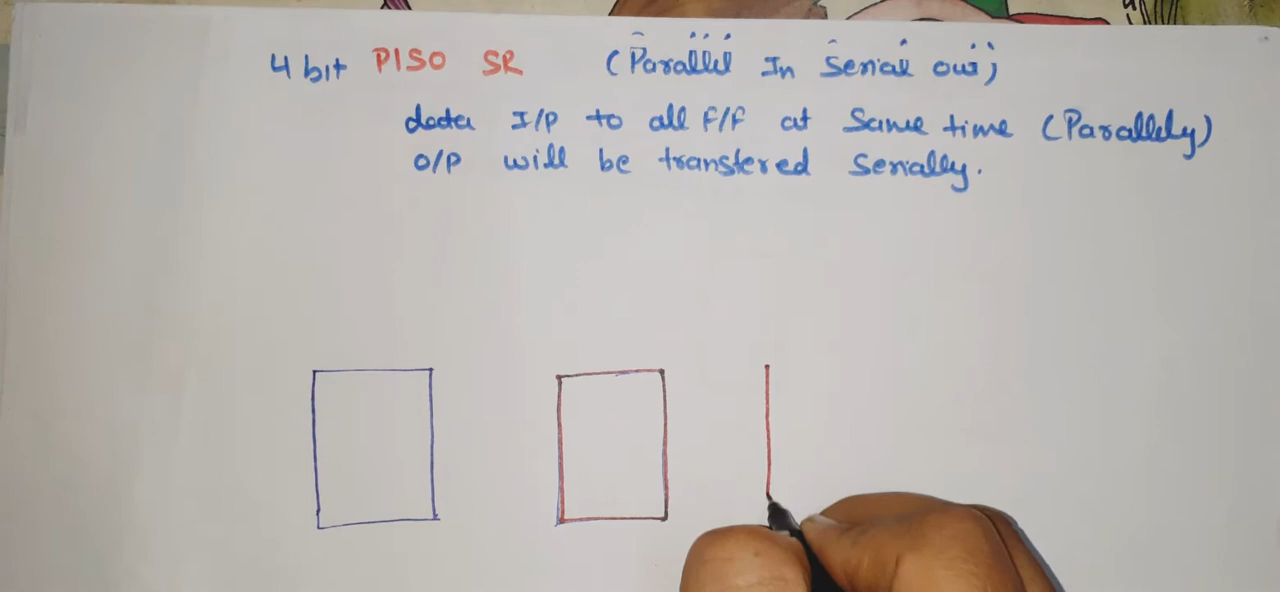 4 bit PISO SR (Parallel In Serial out)
data I/P to all F/F at Same time (Parallely)
O/P will be transfered Serially.